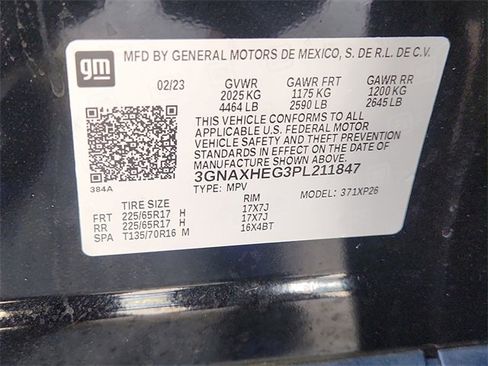 gm
MFD BY GENERAL MOTORS DE MEXICO, S. DE R.L. DE C.V.
02/23 GVWR GAWR FRT GAWR RR
2025 KG 1175 KG 1200 KG
4464 LB 2590 LB 2645 LB
THIS VEHICLE CONFORMS TO ALL
APPLICABLE U.S. FEDERAL MOTOR
VEHICLE SAFETY AND THEFT PREVENTION
STANDARDS IN EFFECT ON THE DATE OF
MANUFACTURE SHOWN ABOVE.
3GNAXHEG3PL211847
384A TYPE: MPV MODEL: 371XP26
TIRE SIZE RIM
FRT 225/65R17 H 17X7J
RR 225/65R17 H 17X7J
SPA T135/70R16 M 16X4BT